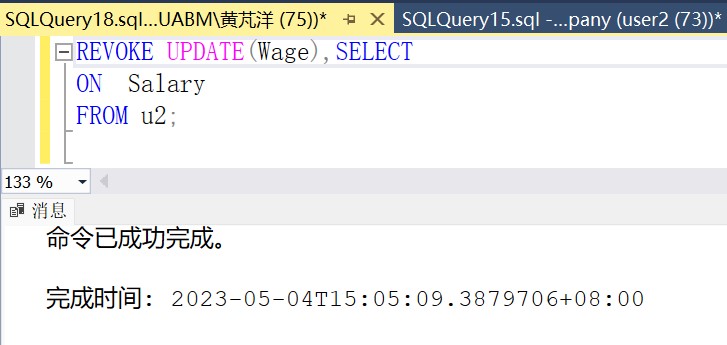 SQLQuery18.sql...UABM\黄芃洋 (75))*
SQLQuery15.sql -...pany (user2 (73))*
REVOKE UPDATE(Wage),SELECT
ON  Salary
FROM u2;
133 %
消息
命令已成功完成。
完成时间: 2023-05-04T15:05:09.3879706+08:00